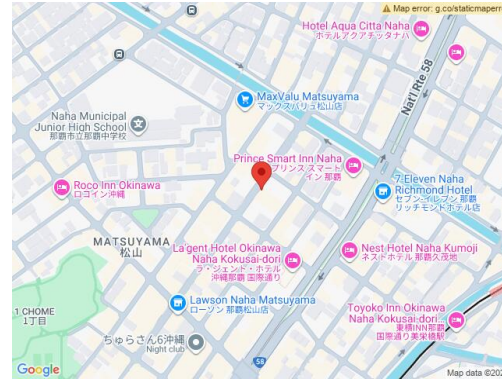 Map error: g.co/staticmaperr
Hotel Aqua Citta Naha
ホテルアクアチッタナハ
Nat'l Rte 58
MaxValu Matsuyama
マックスバリュ松山店
Naha Municipal
Junior High School
那覇市立那覇中学校
Prince Smart Inn Naha
プリンス スマート
イン 那覇
7-Eleven Naha
Richmond Hotel
セブン-イレブン 那覇
リッチモンドホテル店
Roco Inn Okinawa
ロコイン沖縄
MATSUYAMA
松山
La'gent Hotel Okinawa
Naha Kokusai-dori
ラ・ジェント・ホテル
沖縄那覇 国際通り
Nest Hotel Naha Kumoji
ネストホテル 那覇久茂地
Lawson Naha Matsuyama
ローソン 那覇松山店
1 CHOME
1丁目
Toyoko Inn Okinawa
Naha Kokusai-dori...
東横INN那覇
国際通り美栄橋駅
ちゅらさん6沖縄
Night club
58
Google
Map data ©202